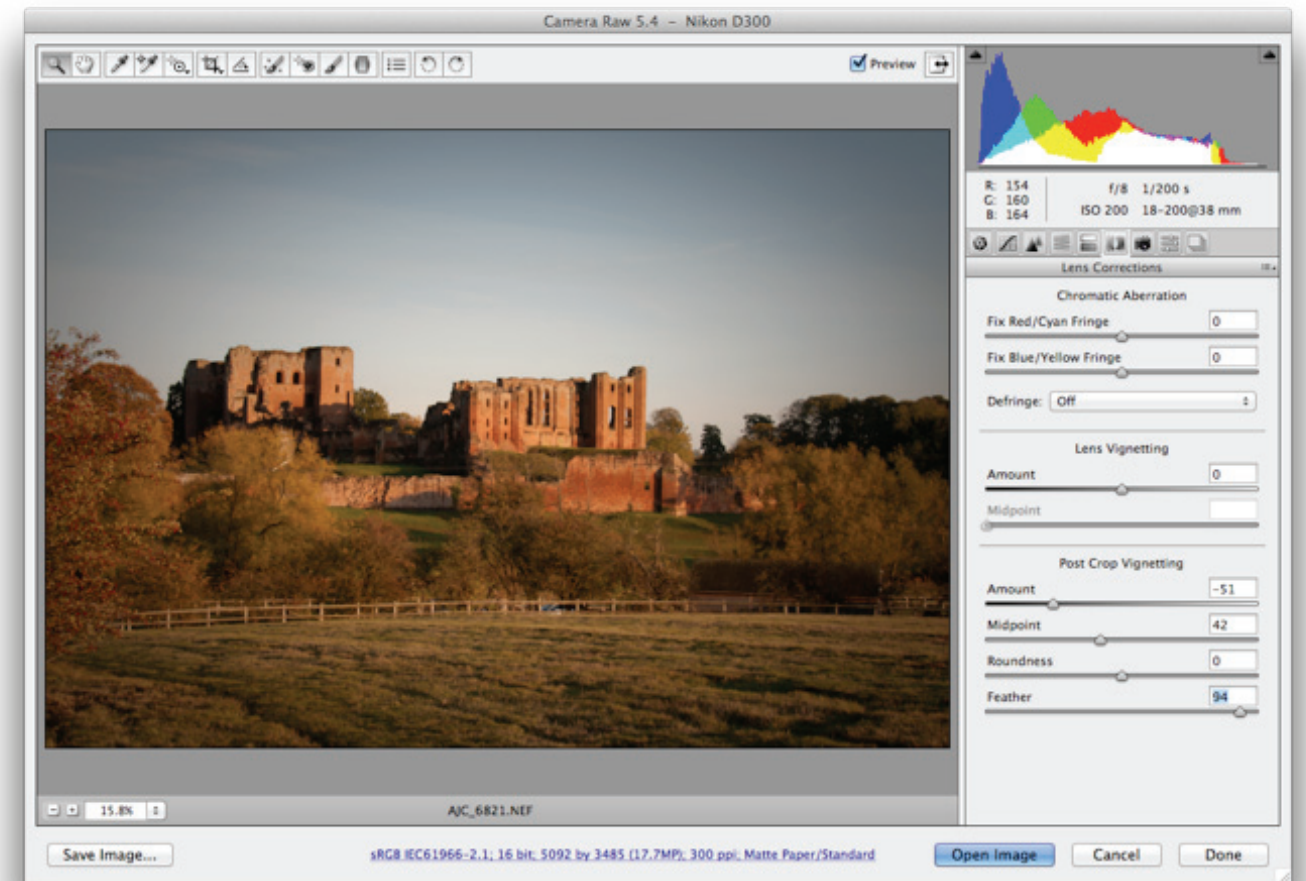 Camera Raw 5.4 – Nikon D300
Preview
R: 154
G: 160
B: 164
f/8 1/200 s
ISO 200 18–200@38 mm
Lens Corrections
Chromatic Aberration
Fix Red/Cyan Fringe 0
Fix Blue/Yellow Fringe 0
Defringe: Off
Lens Vignetting
Amount 0
Midpoint
Post Crop Vignetting
Amount -51
Midpoint 42
Roundness 0
Feather 94
15.8%
AJC_6821.NEF
Save Image...
sRGB IEC61966-2.1; 16 bit; 5092 by 3485 (17.7MP); 300 ppi; Matte Paper/Standard
Open Image
Cancel
Done